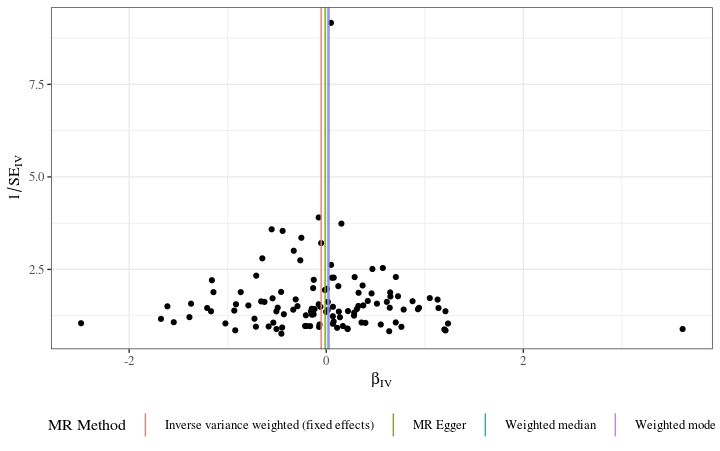 7.5
5.0
2.5
1/SE_IV
-2 0 2
β_IV
MR Method Inverse variance weighted (fixed effects) MR Egger Weighted median Weighted mode